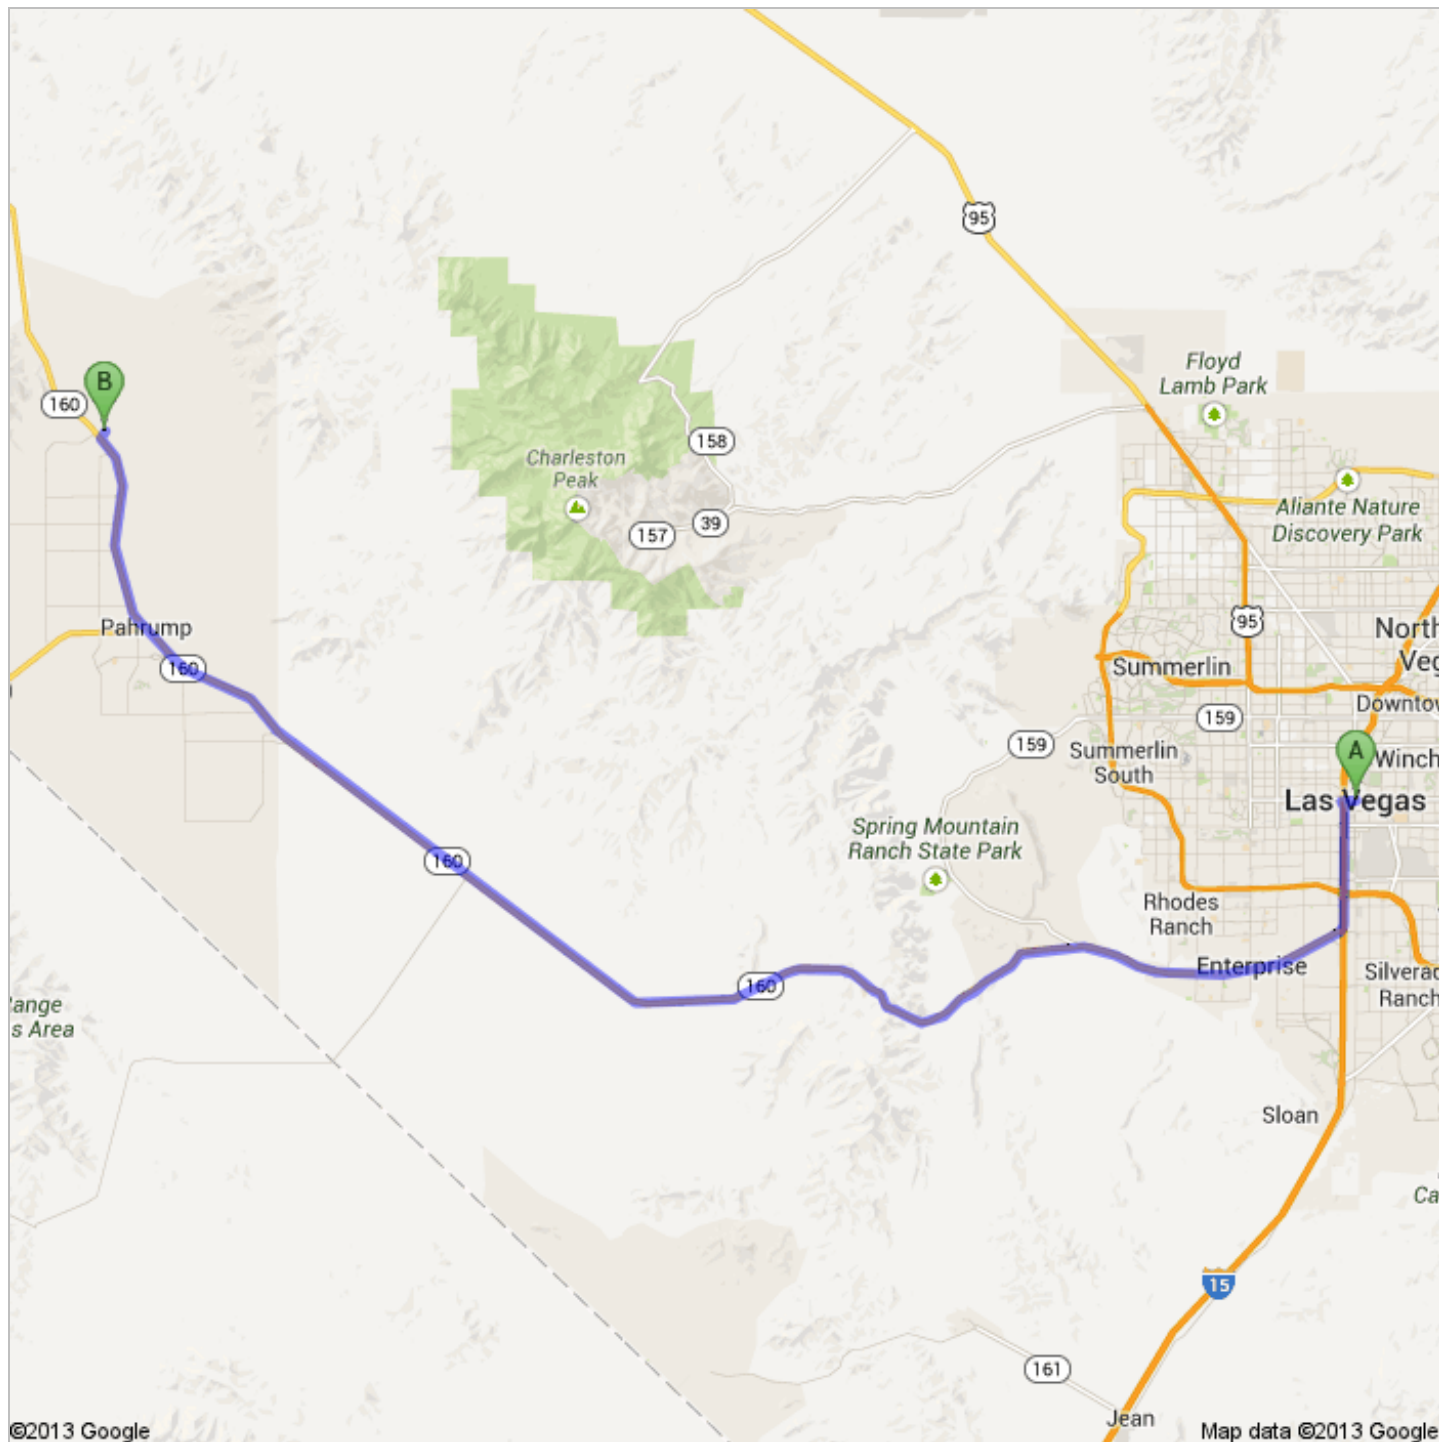 95
Floyd
Lamb Park
B
160
158
Charleston
Peak
Aliante Nature
Discovery Park
157
39
95
Pahrump
North
Veg
Summerlin
160
Downtow
159
159
Summerlin
South
A
Winch
Las Vegas
Spring Mountain
Ranch State Park
160
Rhodes
Ranch
Enterprise
Silverad
Ranch
160
Range
s Area
Sloan
Ca
15
161
Jean
©2013 Google
Map data ©2013 Google